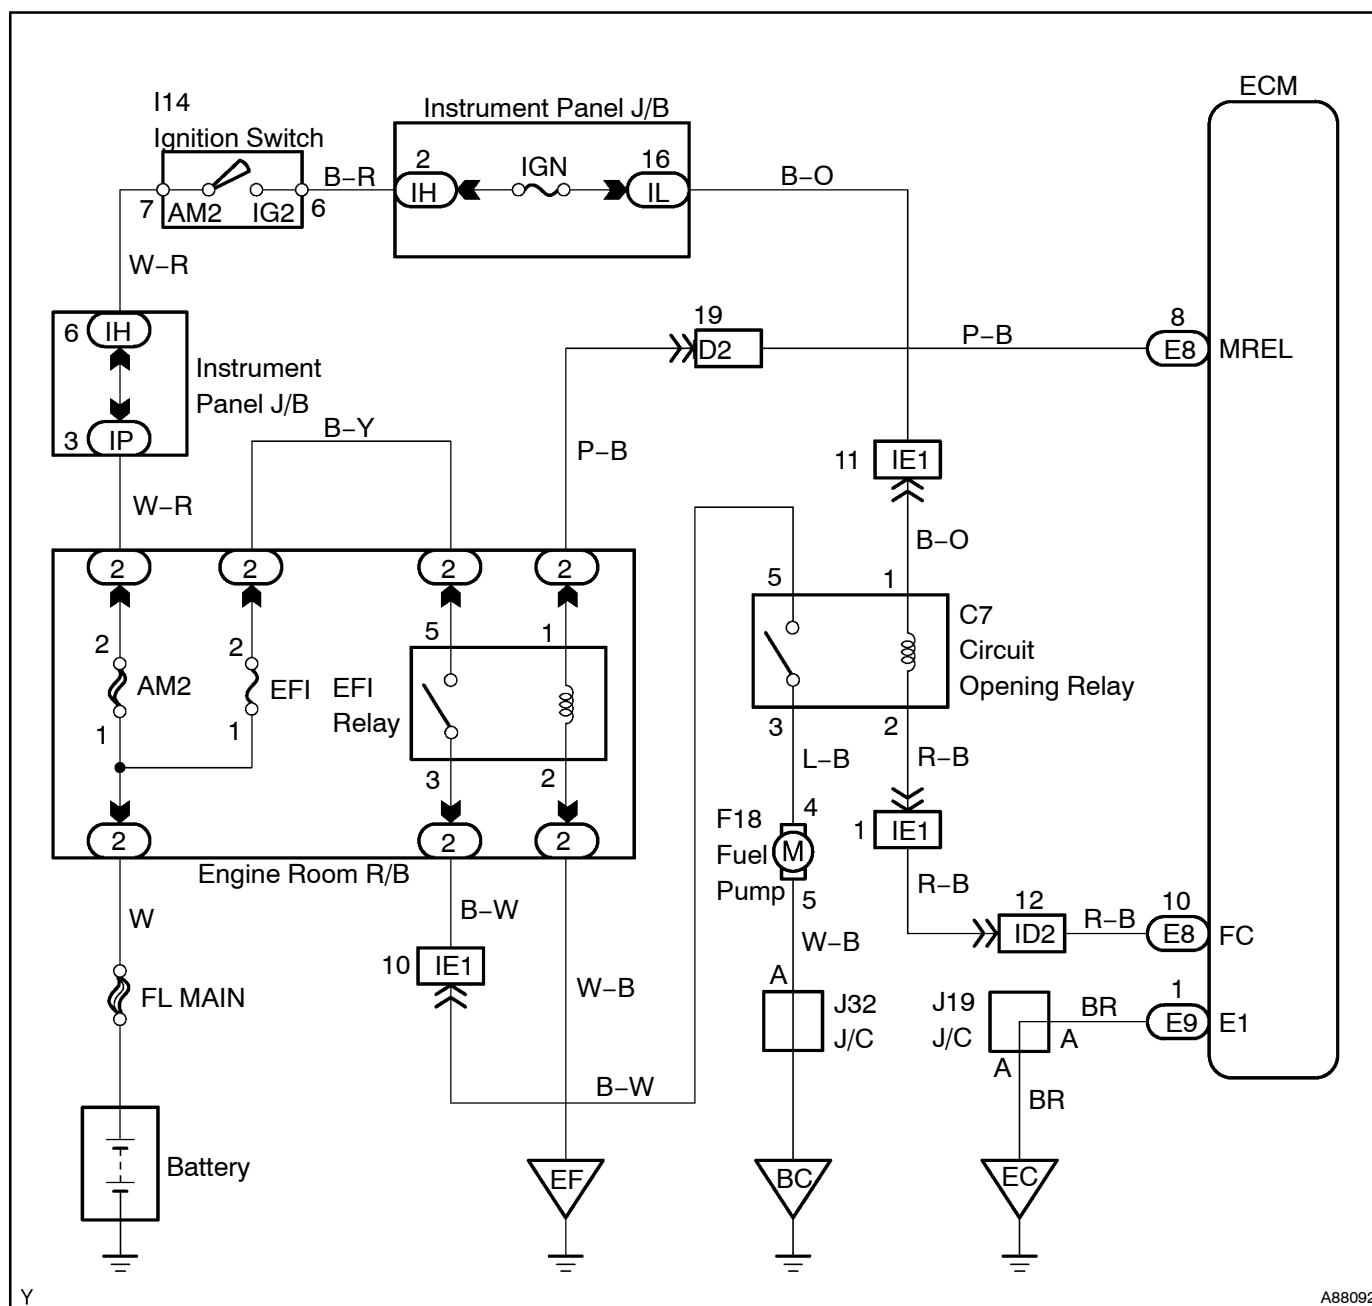 ECM
I14
Ignition Switch
Instrument Panel J/B
2
IGN
16
B–R
IH
IL
B–O
7
AM2
IG2
6
W–R
19
8
6
IH
D2
P–B
E8
MREL
Instrument
Panel J/B
3
IP
B–Y
P–B
11
IE1
W–R
B–O
2
2
2
2
5
1
5
1
C7
Circuit
Opening Relay
2
2
AM2
EFI
EFI
Relay
1
1
3
2
3
2
L–B
R–B
2
2
2
F18
Fuel
Pump
4
M
5
1
IE1
Engine Room R/B
R–B
W
B–W
12
10
W–B
ID2
R–B
E8
FC
10
IE1
A
FL MAIN
W–B
J32
J/C
J19
J/C
BR
1
E9
E1
A
A
B–W
BR
Battery
EF
BC
EC
Y
A88092